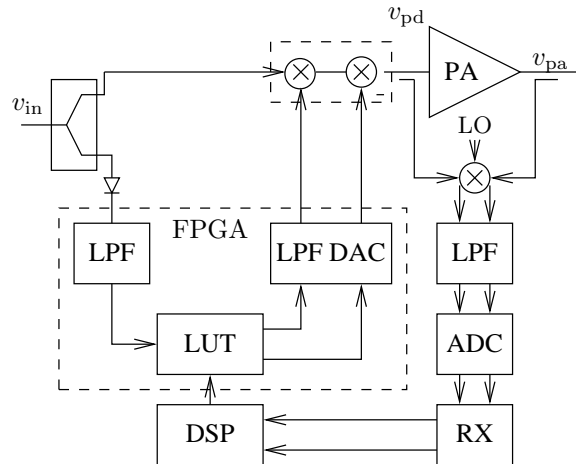 v_pd
v_in
PA
v_pa
LO
FPGA
LPF
LPF DAC
LPF
LUT
ADC
DSP
RX